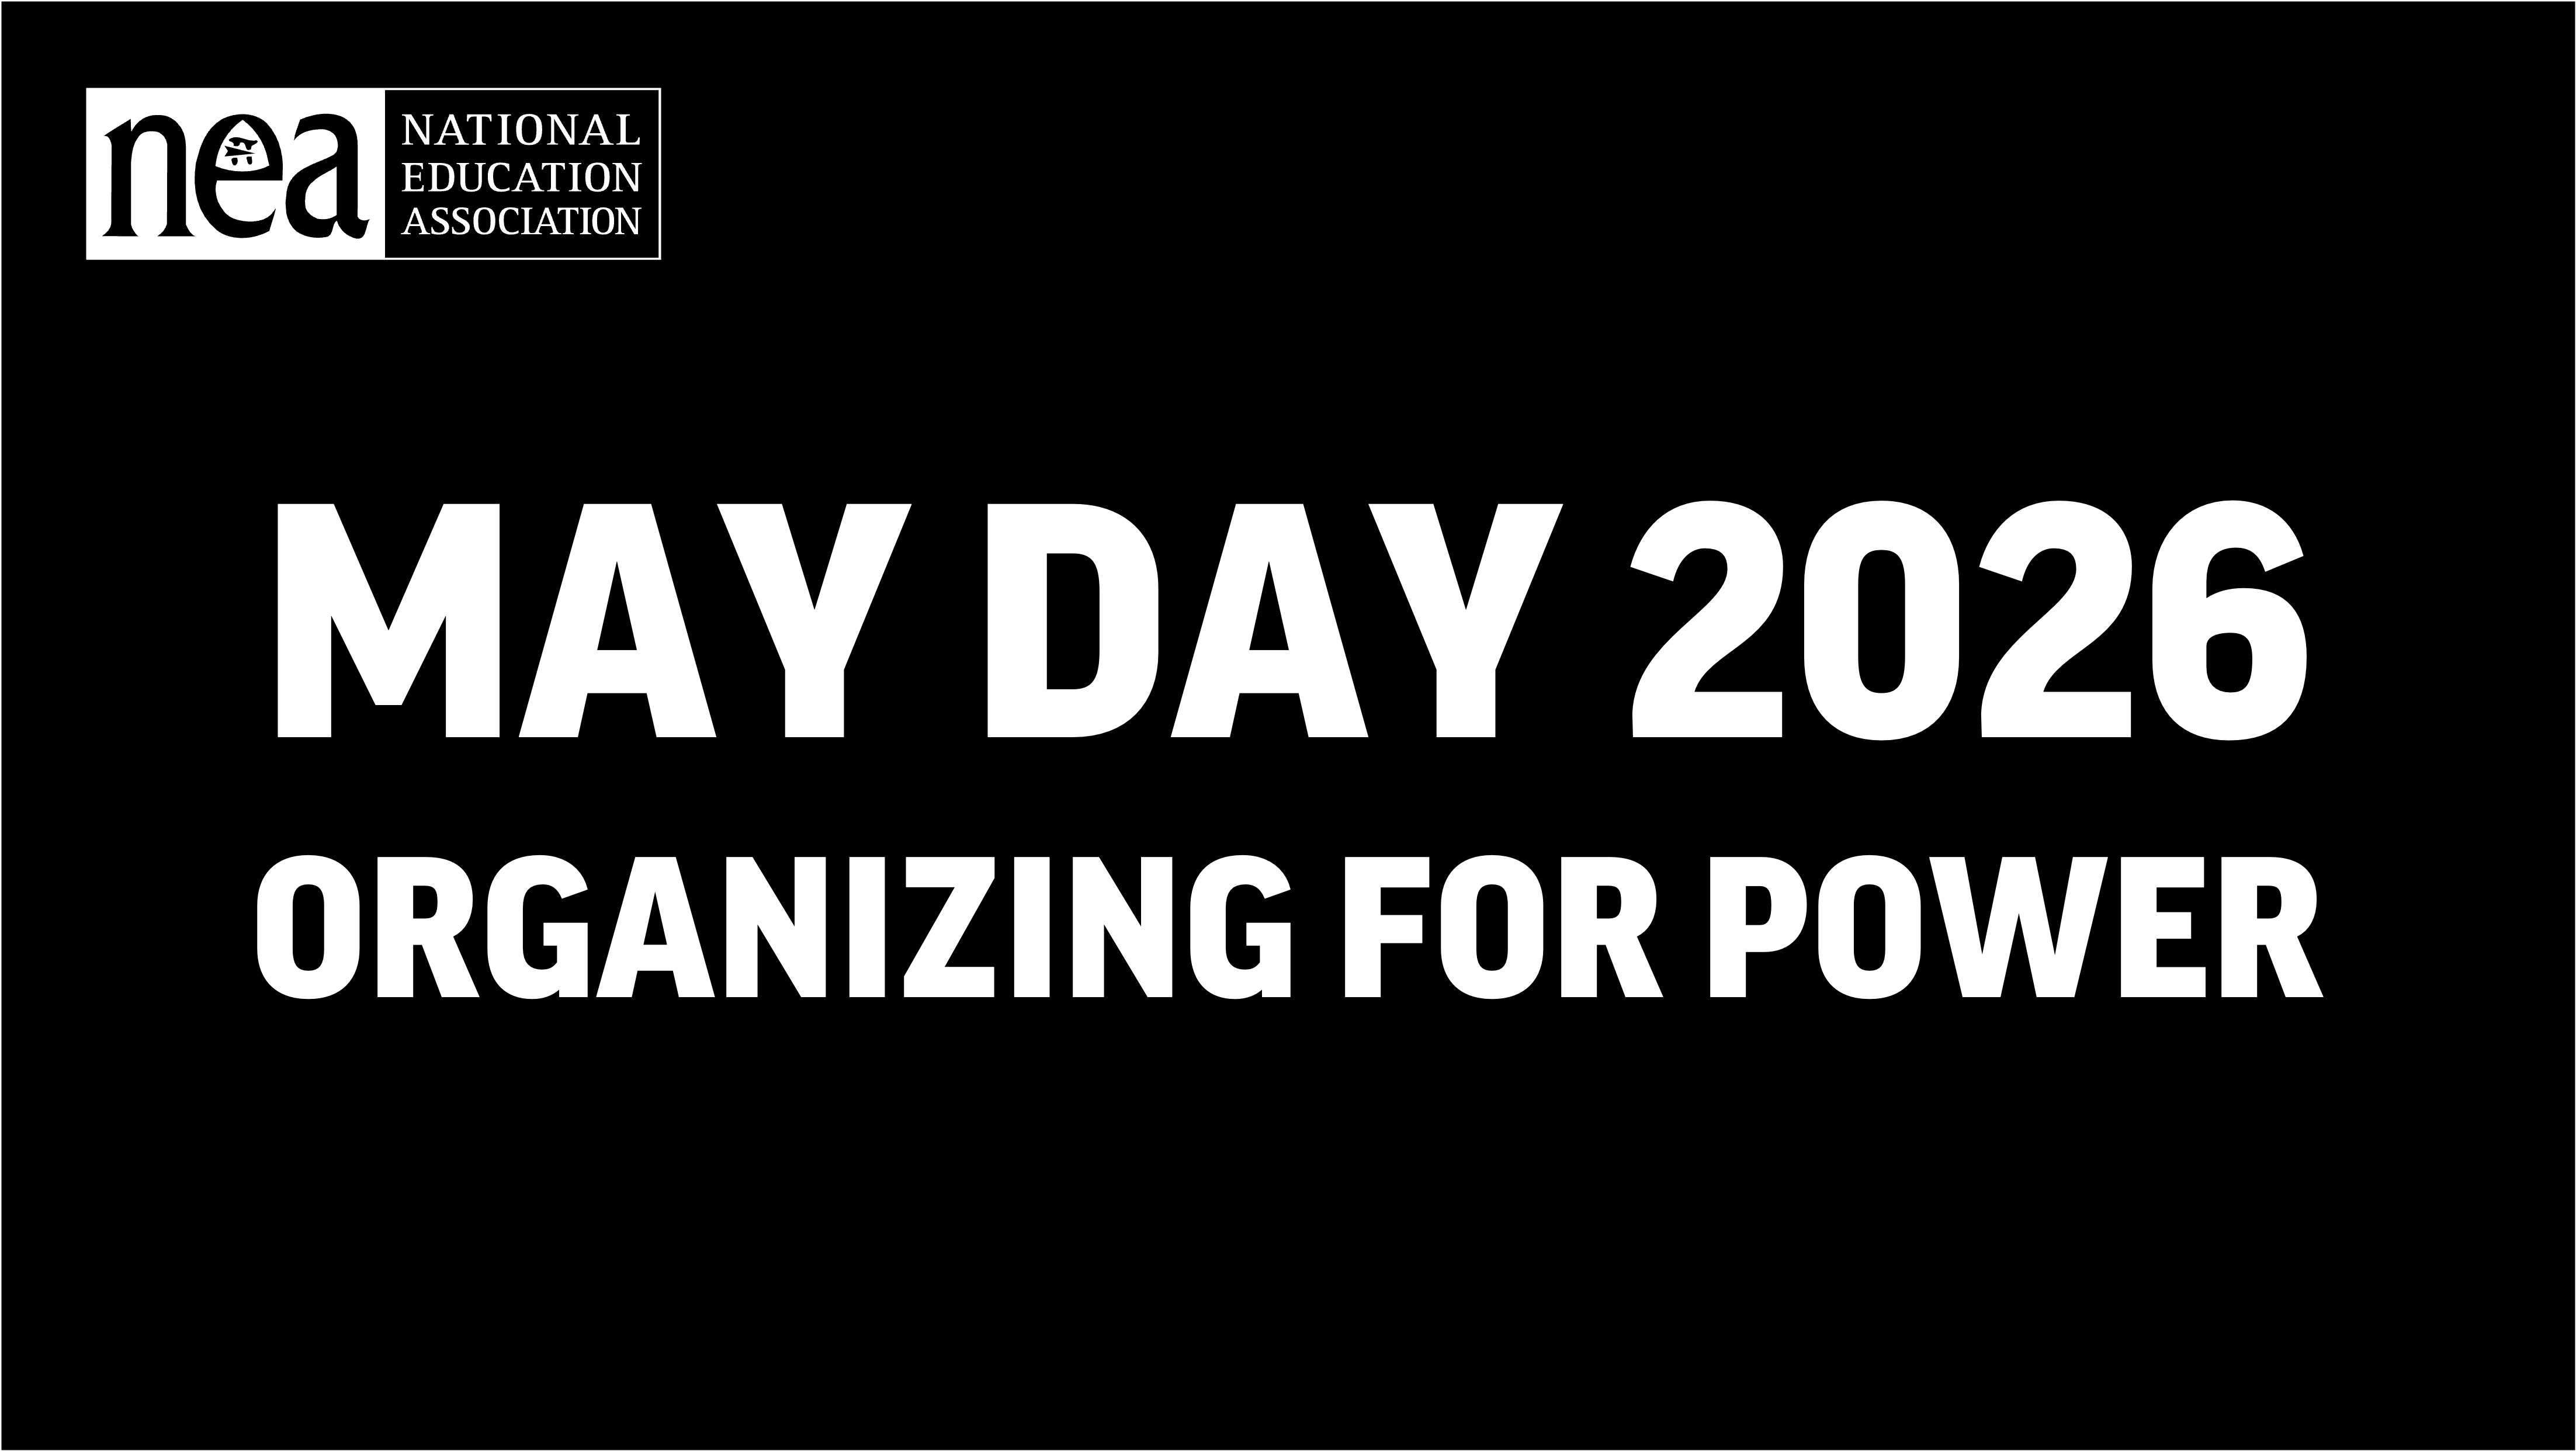 nea
NATIONAL
EDUCATION
ASSOCIATION
MAY DAY 2026
ORGANIZING FOR POWER